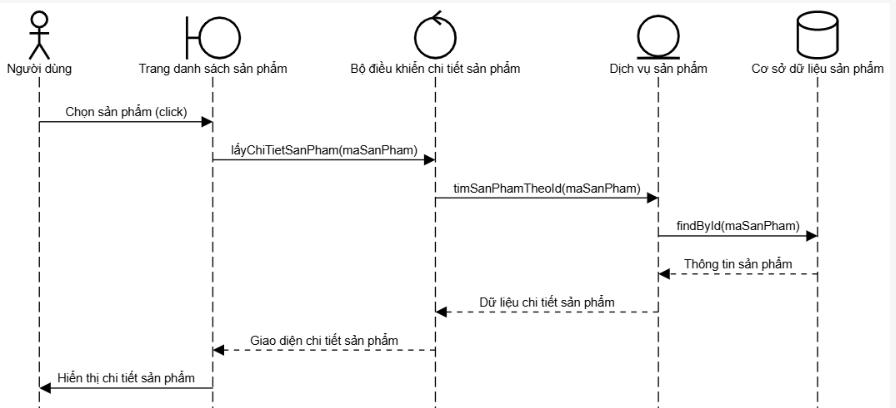 Người dùng
Trang danh sách sản phẩm
Bộ điều khiển chi tiết sản phẩm
Dịch vụ sản phẩm
Cơ sở dữ liệu sản phẩm
Chọn sản phẩm (click)
lấyChiTietSanPham(maSanPham)
timSanPhamTheoId(maSanPham)
findById(maSanPham)
Thông tin sản phẩm
Dữ liệu chi tiết sản phẩm
Giao diện chi tiết sản phẩm
Hiển thị chi tiết sản phẩm